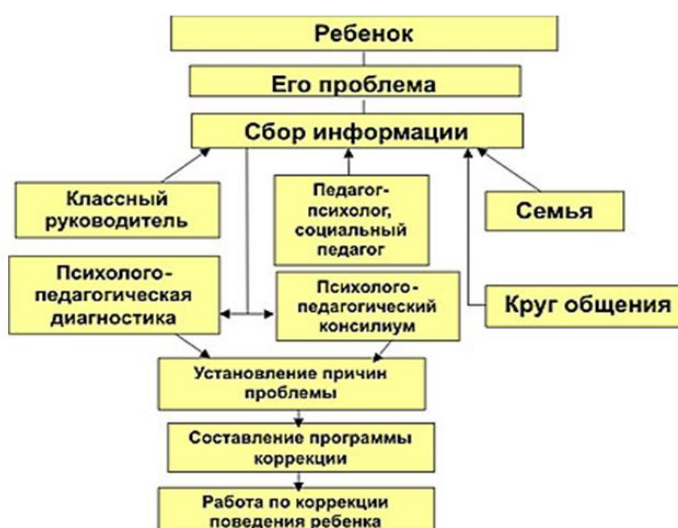 Ребенок
Его проблема
Сбор информации
Классный
руководитель
Педагог-
психолог,
социальный
педагог
Семья
Психолого-
педагогическая
диагностика
Психолого-
педагогический
консилиум
Круг общения
Установление причин
проблемы
Составление программы
коррекции
Работа по коррекции
поведения ребенка